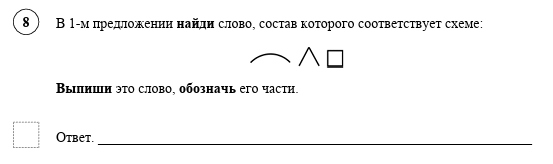 8 В 1-м предложении найди слово, состав которого соответствует схеме:
Выпиши это слово, обозначь его части.
Ответ.